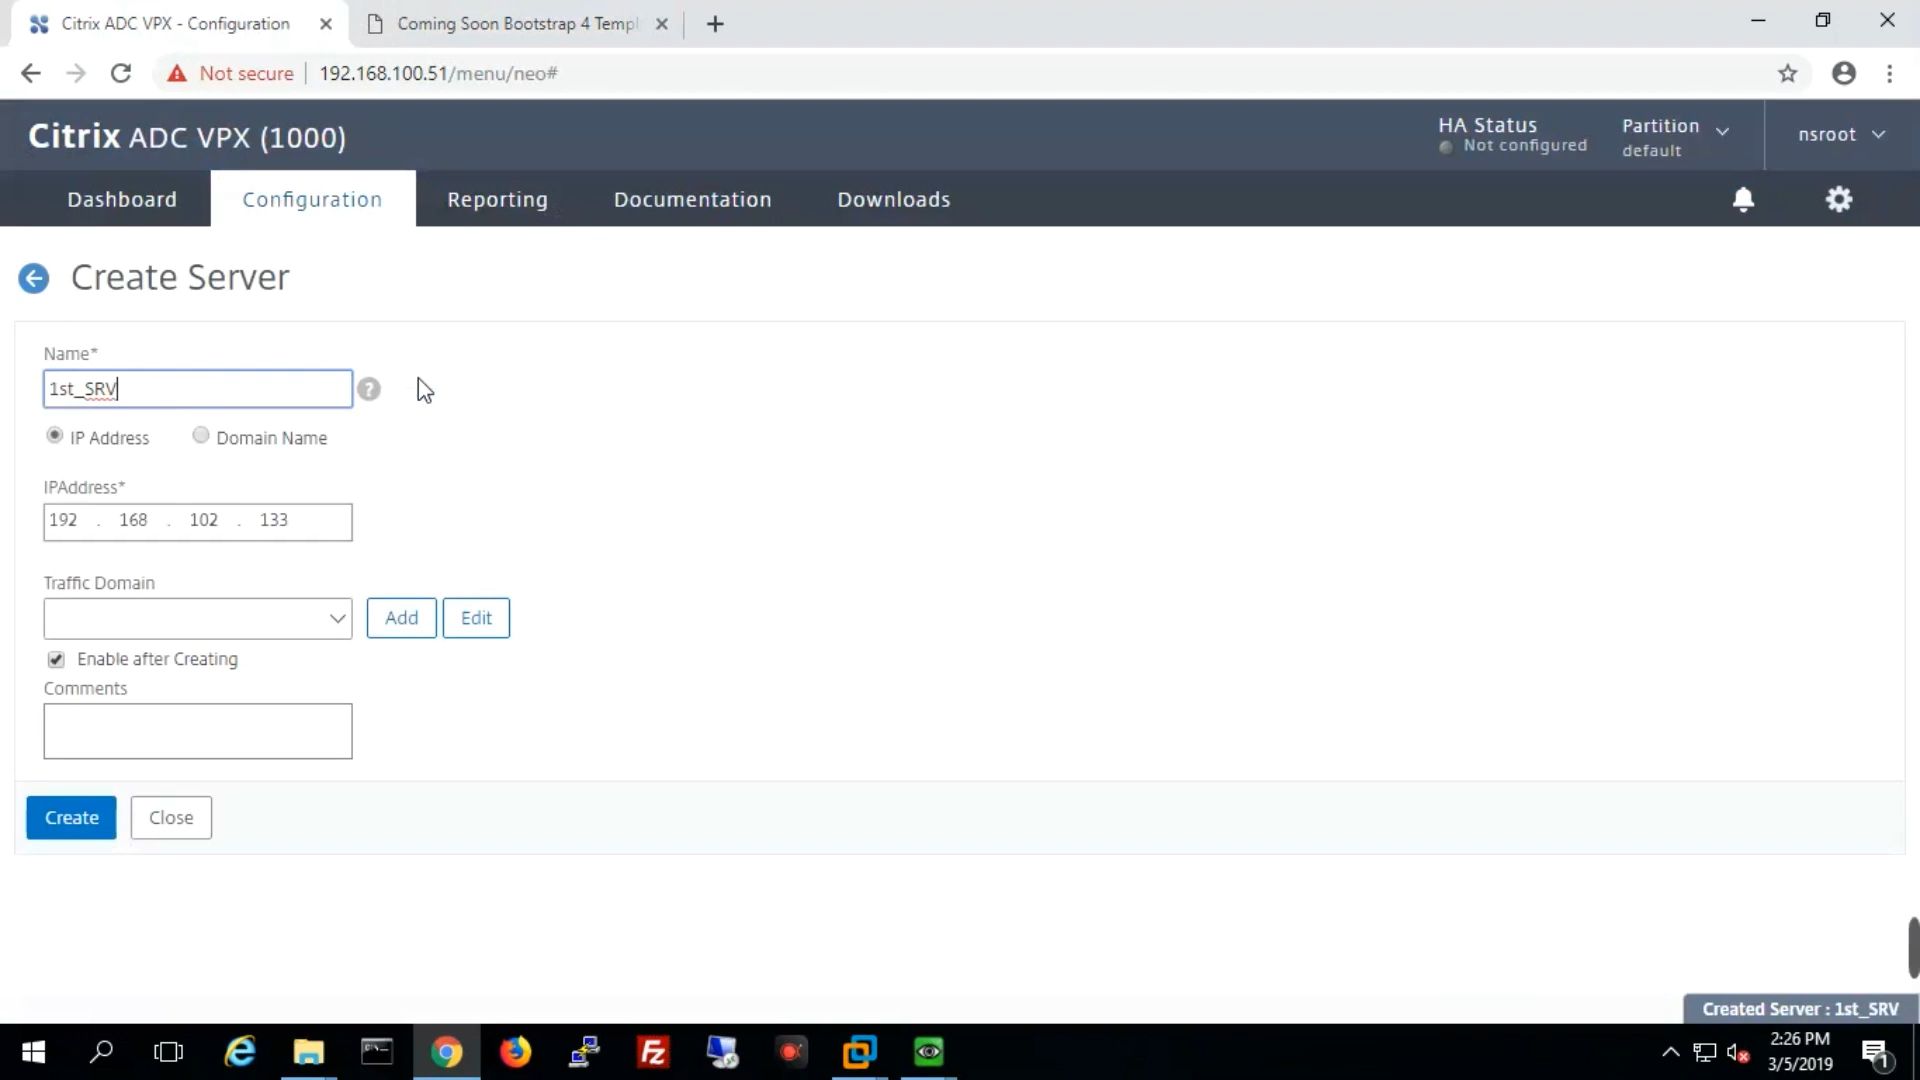 Citrix ADC VPX - Configuration
Coming Soon Bootstrap 4 Templ
Not secure
192.168.100.51/menu/neo#
Citrix ADC VPX (1000)
HA Status
Not configured
Partition
default
nsroot
Dashboard
Configuration
Reporting
Documentation
Downloads
Create Server
Name*
1st_SRV
?
IP Address
Domain Name
IPAddress*
192 . 168 . 102 . 133
Traffic Domain
Add
Edit
Enable after Creating
Comments
Create
Close
Created Server : 1st_SRV
2:26 PM
3/5/2019
1